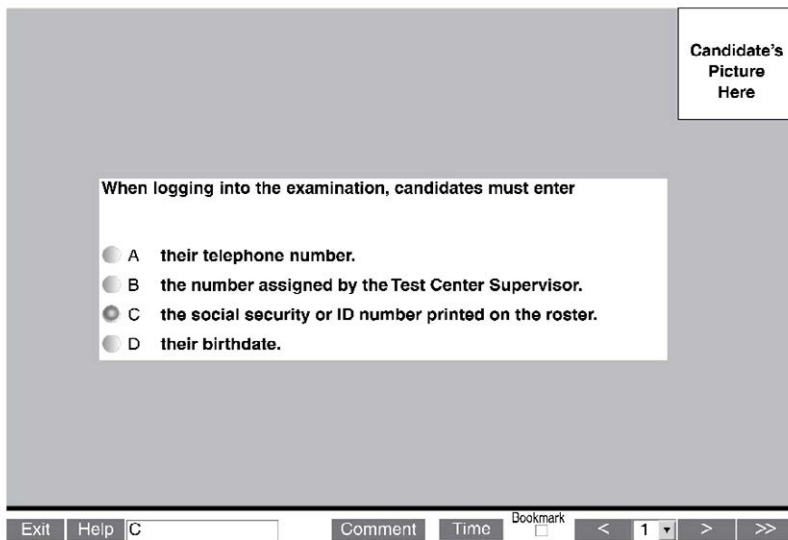 Candidate's
Picture
Here
When logging into the examination, candidates must enter
A their telephone number.
B the number assigned by the Test Center Supervisor.
C the social security or ID number printed on the roster.
D their birthdate.
Bookmark
Exit Help C Comment Time < 1 > >>